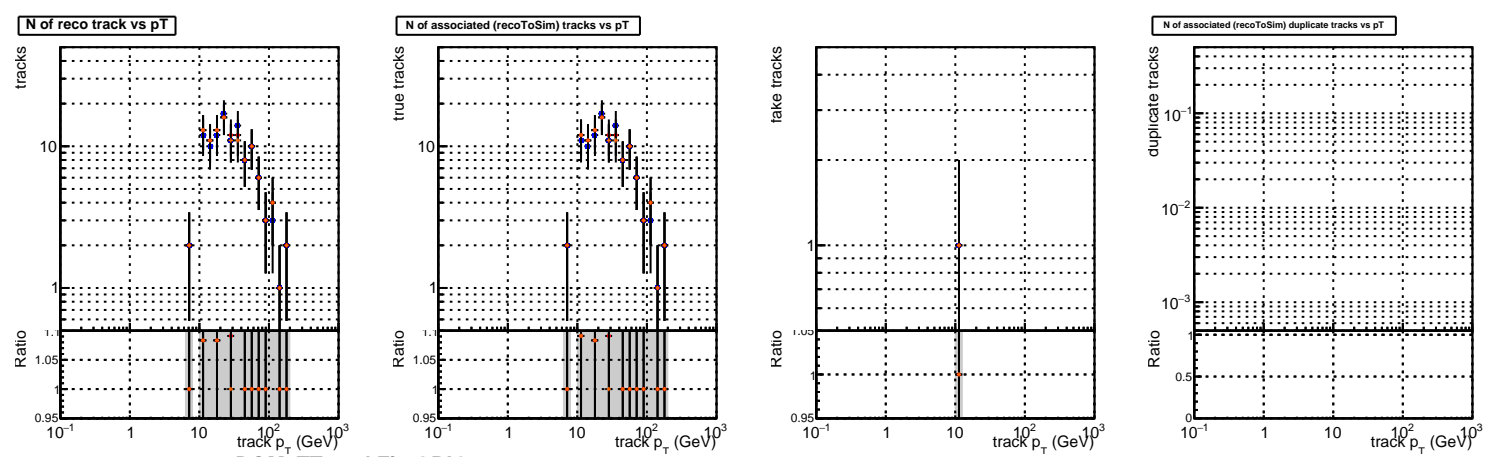 N of reco track vs pT
tracks
10
1
Ratio
1.1
1.05
1
0.95
10−1 1 10 102 103
track pT (GeV)
N of associated (recoToSim) tracks vs pT
true tracks
10
1
Ratio
1.1
1.05
1
0.95
10−1 1 10 102 103
track pT (GeV)
fake tracks
1
Ratio
1.05
1
0.95
10−1 1 10 102 103
track pT (GeV)
N of associated (recoToSim) duplicate tracks vs pT
duplicate tracks
10−1
10−2
10−3
Ratio
1
0.5
0
10−1 1 10 102 103
track pT (GeV)